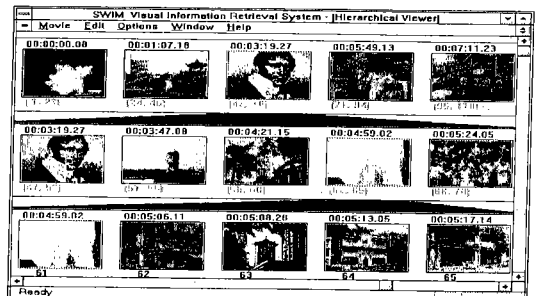 SWIM Visual Information Retrieval System - [Hierarchical Viewer]
Movie Edit Options Window Help
00:00:00.00 00:01:07.18 00:03:19.27 00:05:49.13 00:07:11.23
00:03:19.27 00:03:47.08 00:04:21.15 00:04:59.02 00:05:24.05
00:04:59.02 00:05:06.11 00:05:08.26 00:05:13.05 00:05:17.14
61 62 63 64 65
Ready